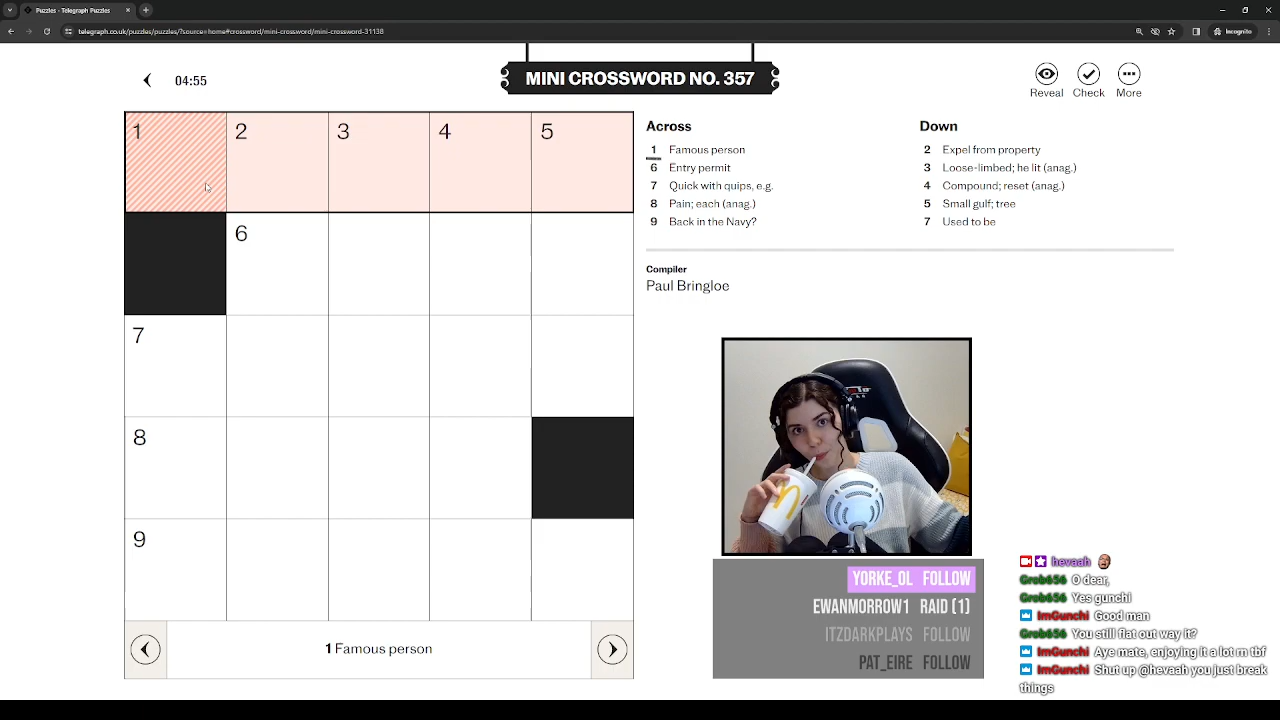 Puzzles - Telegraph Puzzles
telegraph.co.uk/puzzles/puzzles/?source=home#crossword/mini-crossword/mini-crossword-31138
Incognito
04:55
MINI CROSSWORD NO. 357
Reveal
Check
More
1
2
3
4
5
6
7
8
9
1 Famous person
Across
1 Famous person
6 Entry permit
7 Quick with quips, e.g.
8 Pain; each (anag.)
9 Back in the Navy?
Down
2 Expel from property
3 Loose-limbed; he lit (anag.)
4 Compound; reset (anag.)
5 Small gulf; tree
7 Used to be
Compiler
Paul Bringloe
YORKE_OL FOLLOW
EWANMORROW1 RAID (1)
ITZDARKPLAYS FOLLOW
PAT_EIRE FOLLOW
hevaah
Grob656 O dear,
Grob656 Yes gunchi
ImGunchi Good man
Grob656 You still flat out way it?
ImGunchi Aye mate, enjoying it a lot rn tbf
ImGunchi Shut up @hevaah you just break
things